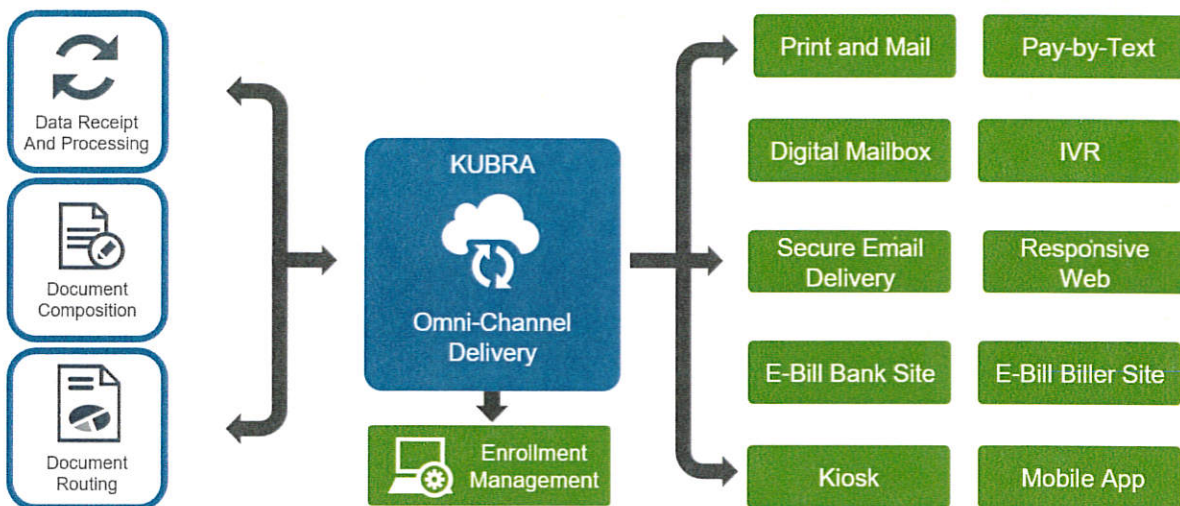 Data Receipt
And Processing
Document
Composition
Document
Routing
KUBRA
Omni-Channel
Delivery
Enrollment
Management
Print and Mail
Pay-by-Text
Digital Mailbox
IVR
Secure Email
Delivery
Responsive
Web
E-Bill Bank Site
E-Bill Biller Site
Kiosk
Mobile App